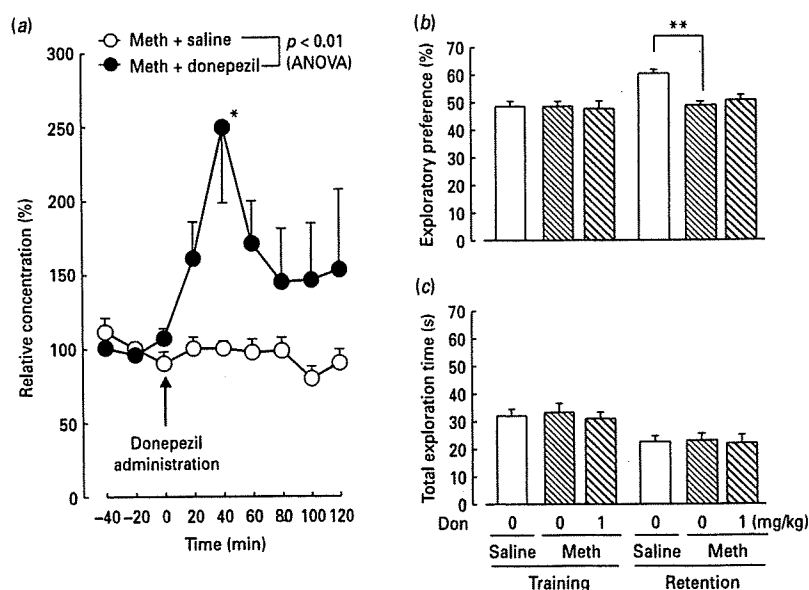 (a)
Meth + saline
Meth + donepezil
p < 0.01
(ANOVA)
300
250
200
150
100
50
0
Relative concentration (%)
*
Donepezil
administration
−40 −20 0 20 40 60 80 100 120
Time (min)
(b)
**
70
60
50
40
30
20
10
0
Exploratory preference (%)
(c)
70
60
50
40
30
20
10
0
Total exploration time (s)
Don 0 0 1 0 0 1 (mg/kg)
Saline Meth Saline Meth
Training Retention